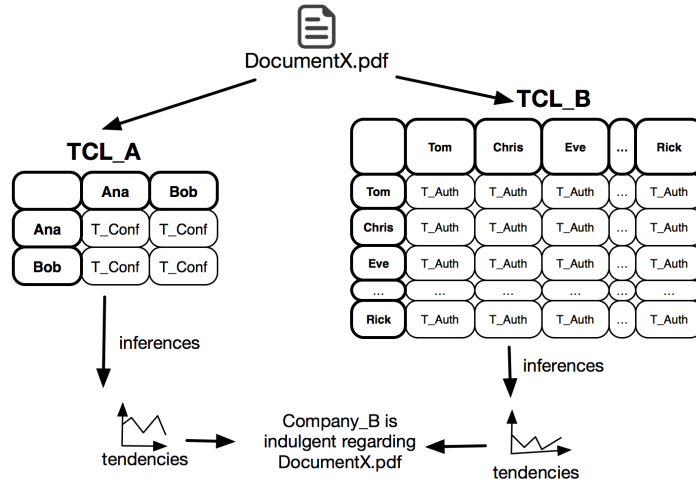 DocumentX.pdf
TCL_A
Ana Bob
Ana T_Conf T_Conf
Bob T_Conf T_Conf
inferences
tendencies
TCL_B
Tom Chris Eve ... Rick
Tom T_Auth T_Auth T_Auth ... T_Auth
Chris T_Auth T_Auth T_Auth ... T_Auth
Eve T_Auth T_Auth T_Auth ... T_Auth
... ... ... ... ... ...
Rick T_Auth T_Auth T_Auth ... T_Auth
inferences
tendencies
Company_B is
indulgent regarding
DocumentX.pdf